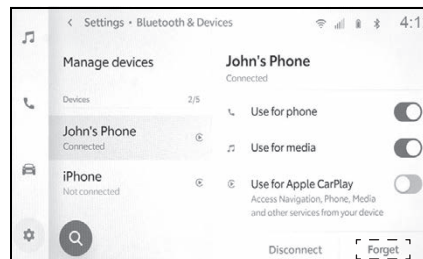 < Settings • Bluetooth & Devices
4:1
Manage devices
Devices 2/5
John's Phone
Connected
iPhone
Not connected
John's Phone
Connected
Use for phone
Use for media
Use for Apple CarPlay
Access Navigation, Phone, Media
and other services from your device
Disconnect Forget